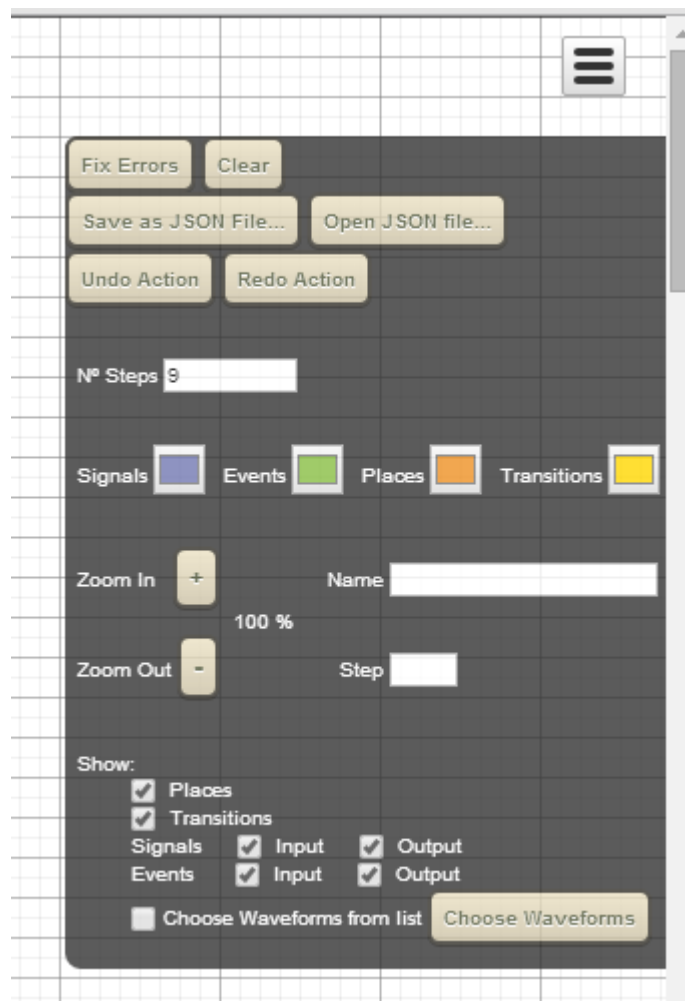 Fix Errors Clear
Save as JSON File... Open JSON file...
Undo Action Redo Action
Nº Steps 9
Signals Events Places Transitions
Zoom In + Name
100 %
Zoom Out - Step
Show:
Places
Transitions
Signals Input Output
Events Input Output
Choose Waveforms from list Choose Waveforms